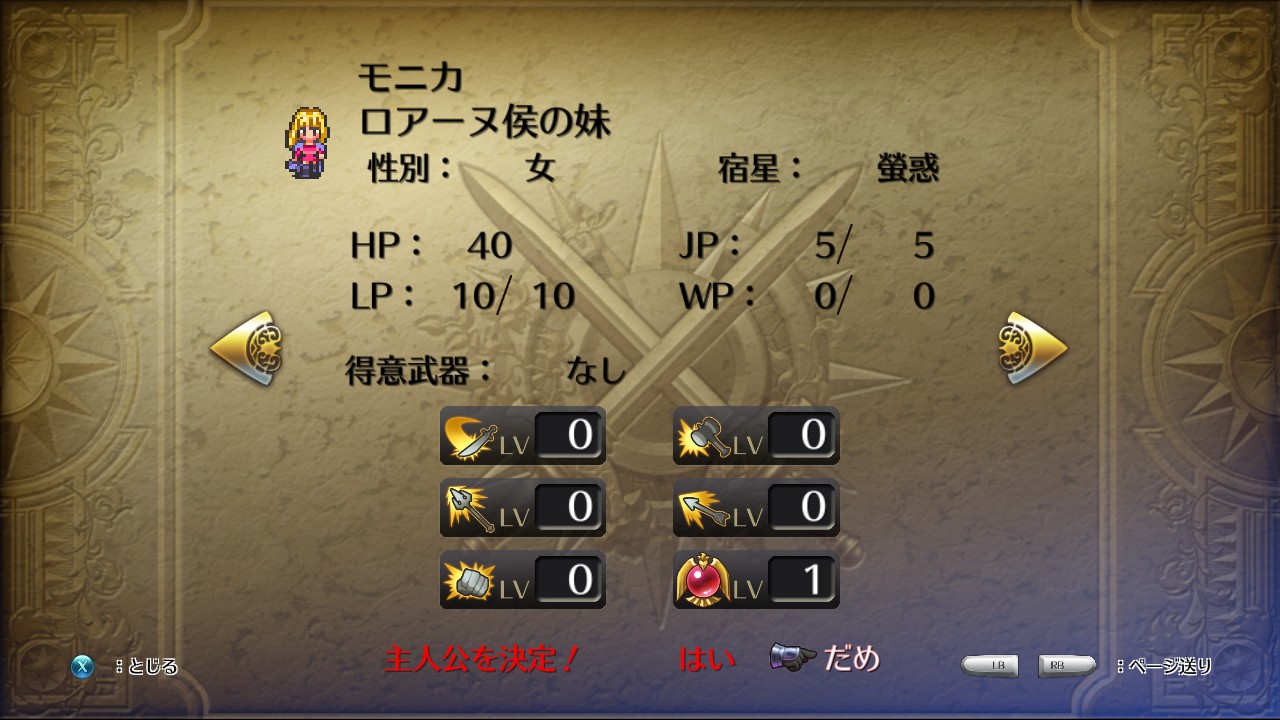 モニカ
ロアーヌ侯の妹
性別： 女 宿星： 螢惑
HP： 40 JP： 5/ 5
LP： 10/ 10 WP： 0/ 0
得意武器： なし
LV 0 LV 0
LV 0 LV 0
LV 0 LV 1
主人公を決定！ はい だめ
X ：とじる LB RB ：ページ送り